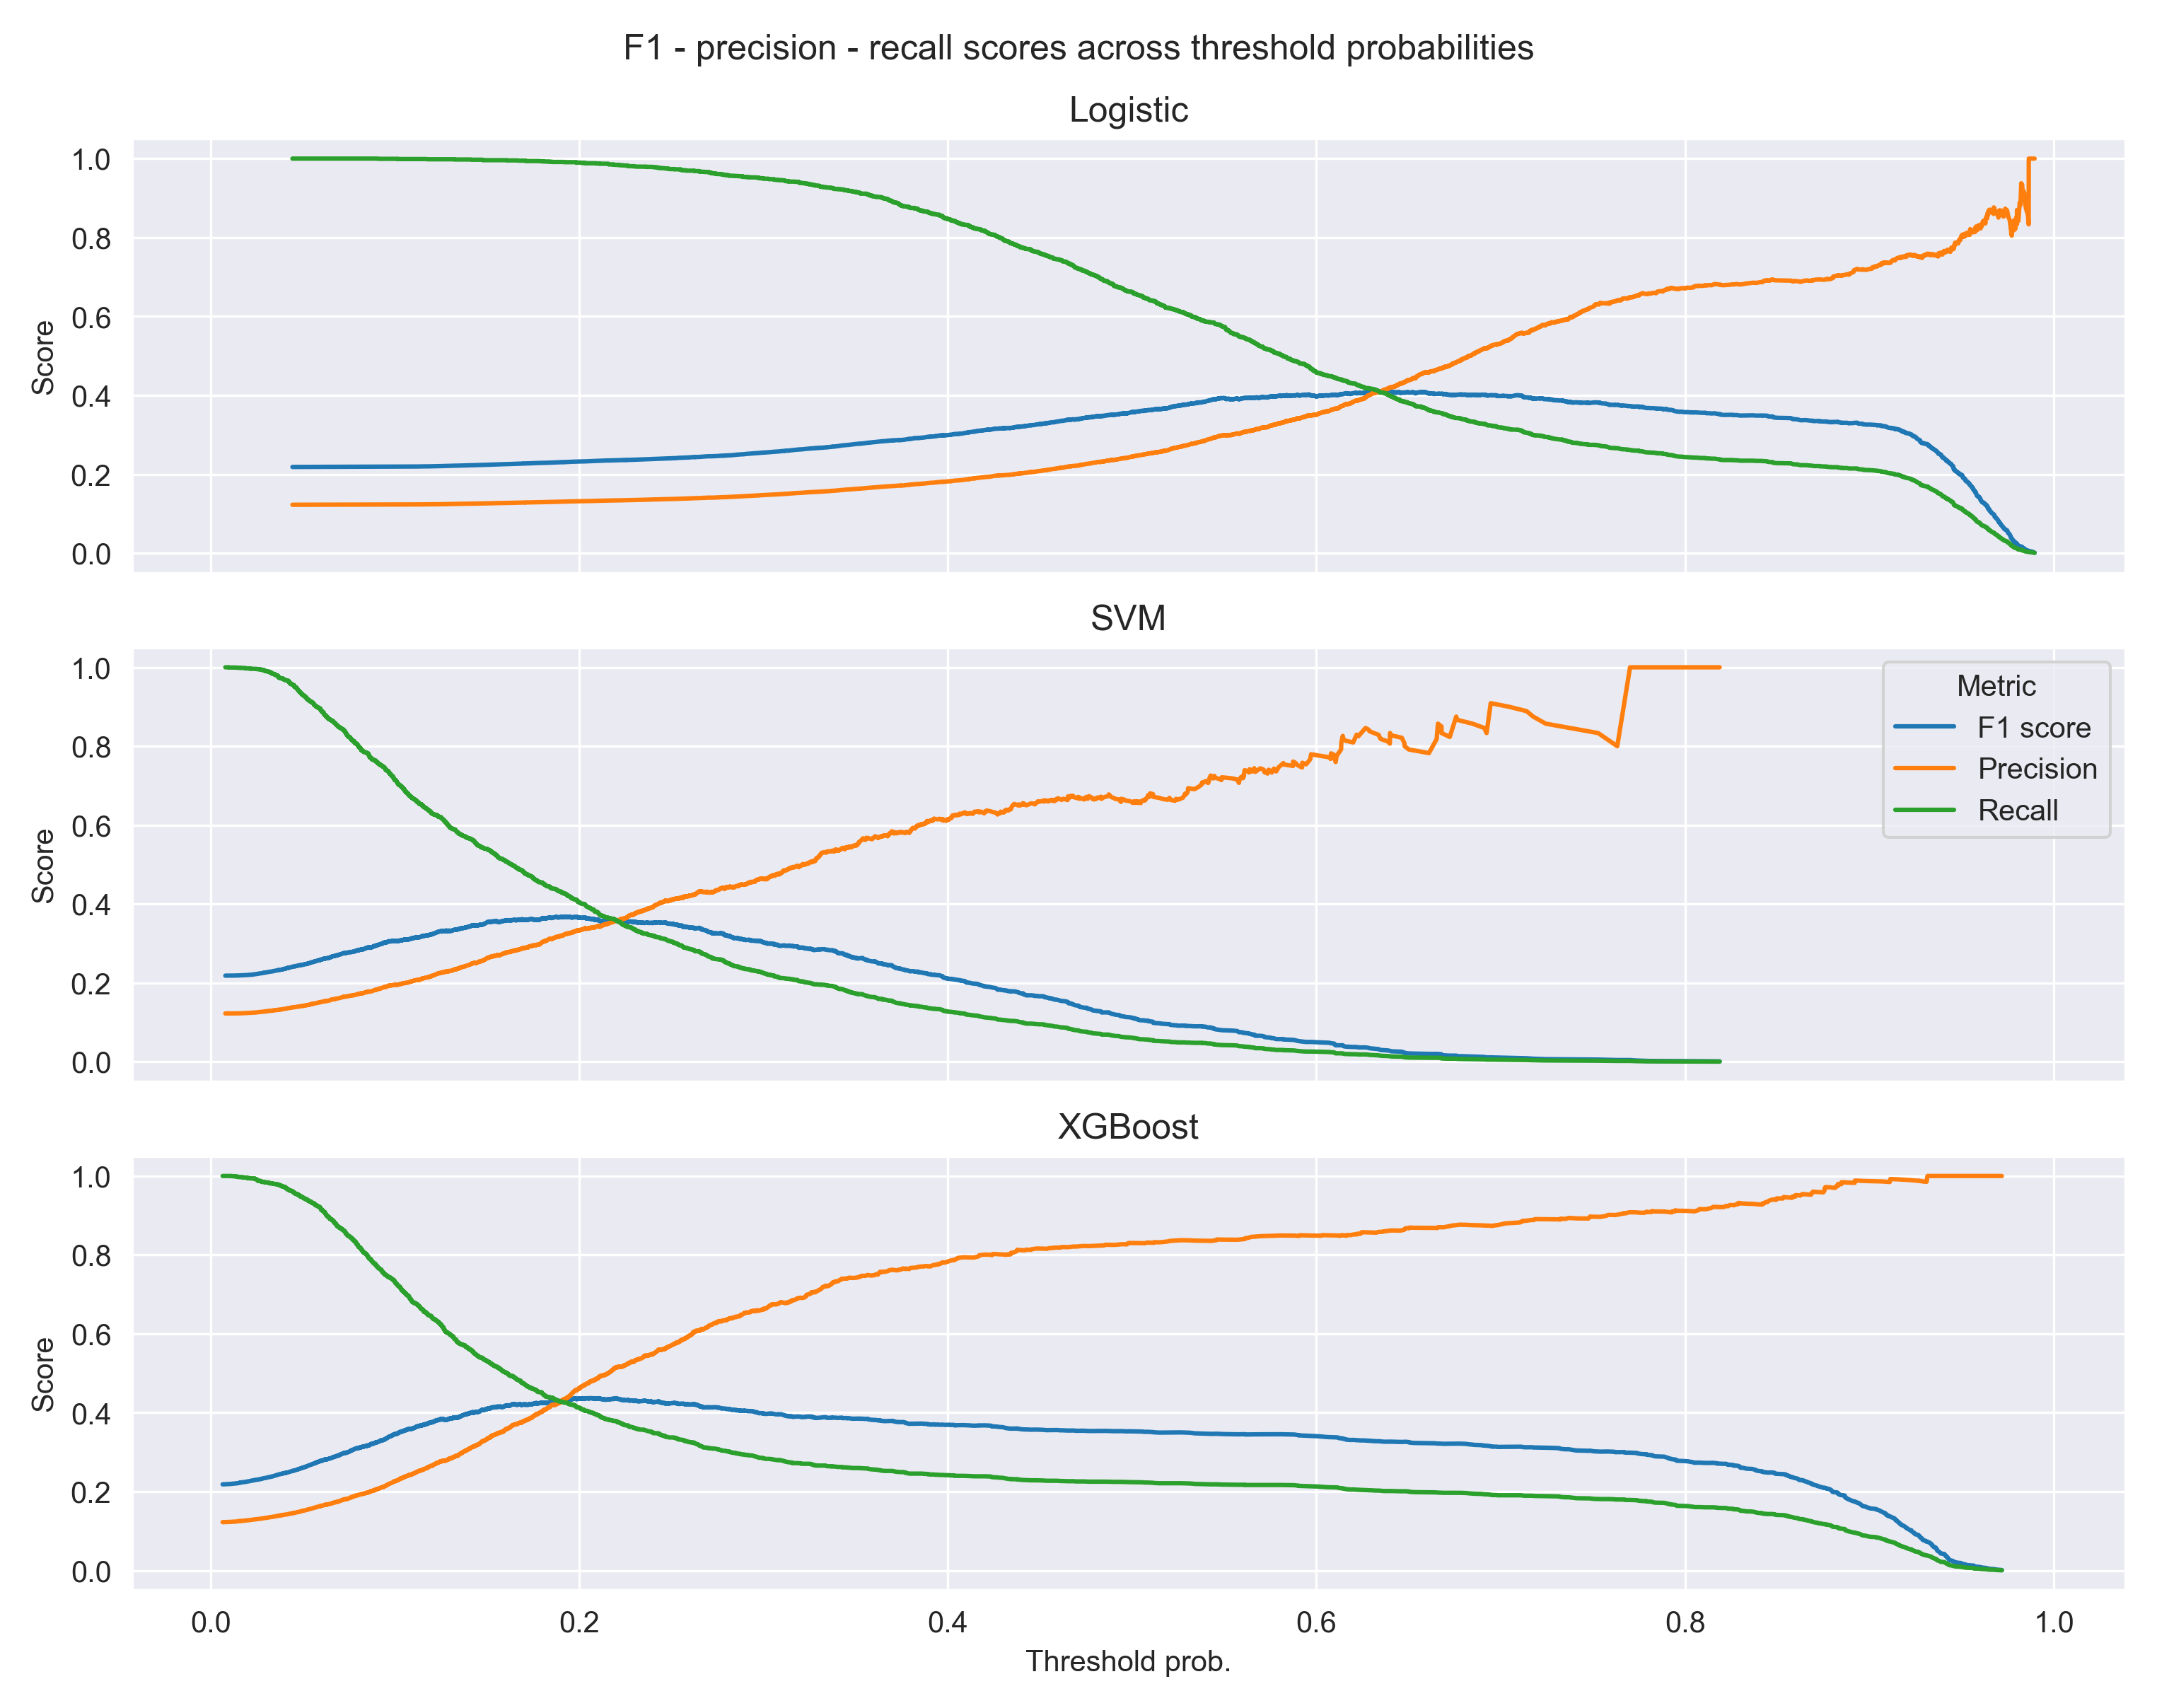 F1 - precision - recall scores across threshold probabilities
Logistic
1.0
0.8
0.6
0.4
0.2
0.0
Score
SVM
1.0
0.8
0.6
0.4
0.2
0.0
Score
Metric
F1 score
Precision
Recall
XGBoost
1.0
0.8
0.6
0.4
0.2
0.0
Score
0.0 0.2 0.4 0.6 0.8 1.0
Threshold prob.